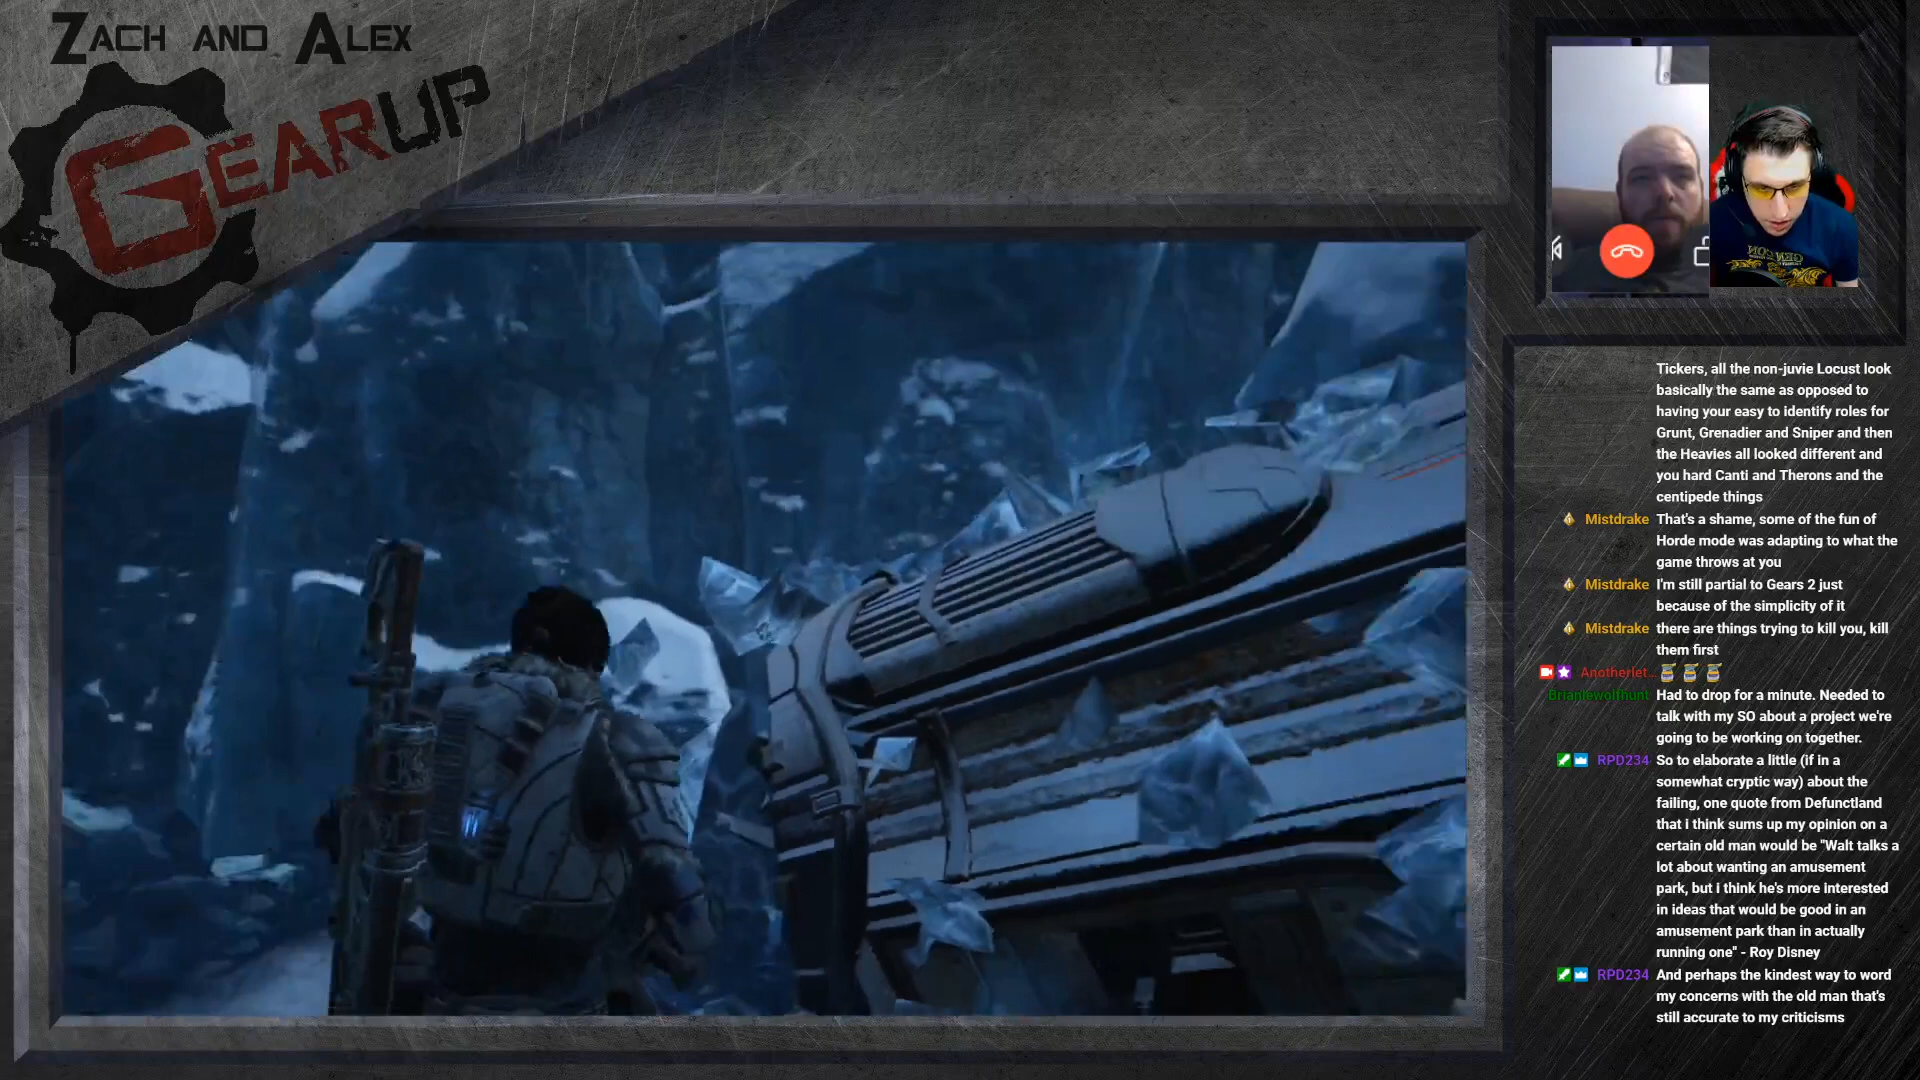 ZACH AND ALEX
GEARUP
Tickers, all the non-juvie Locust look
basically the same as opposed to
having your easy to identify roles for
Grunt, Grenadier and Sniper and then
the Heavies all looked different and
you hard Canti and Therons and the
centipede things
Mistdrake That's a shame, some of the fun of
Horde mode was adapting to what the
game throws at you
Mistdrake I'm still partial to Gears 2 just
because of the simplicity of it
Mistdrake there are things trying to kill you, kill
them first
Anotherlet...
Brianiewolfhunt Had to drop for a minute. Needed to
talk with my SO about a project we're
going to be working on together.
RPD234 So to elaborate a little (if in a
somewhat cryptic way) about the
failing, one quote from Defunctland
that i think sums up my opinion on a
certain old man would be "Walt talks a
lot about wanting an amusement
park, but i think he's more interested
in ideas that would be good in an
amusement park than in actually
running one" - Roy Disney
RPD234 And perhaps the kindest way to word
my concerns with the old man that's
still accurate to my criticisms